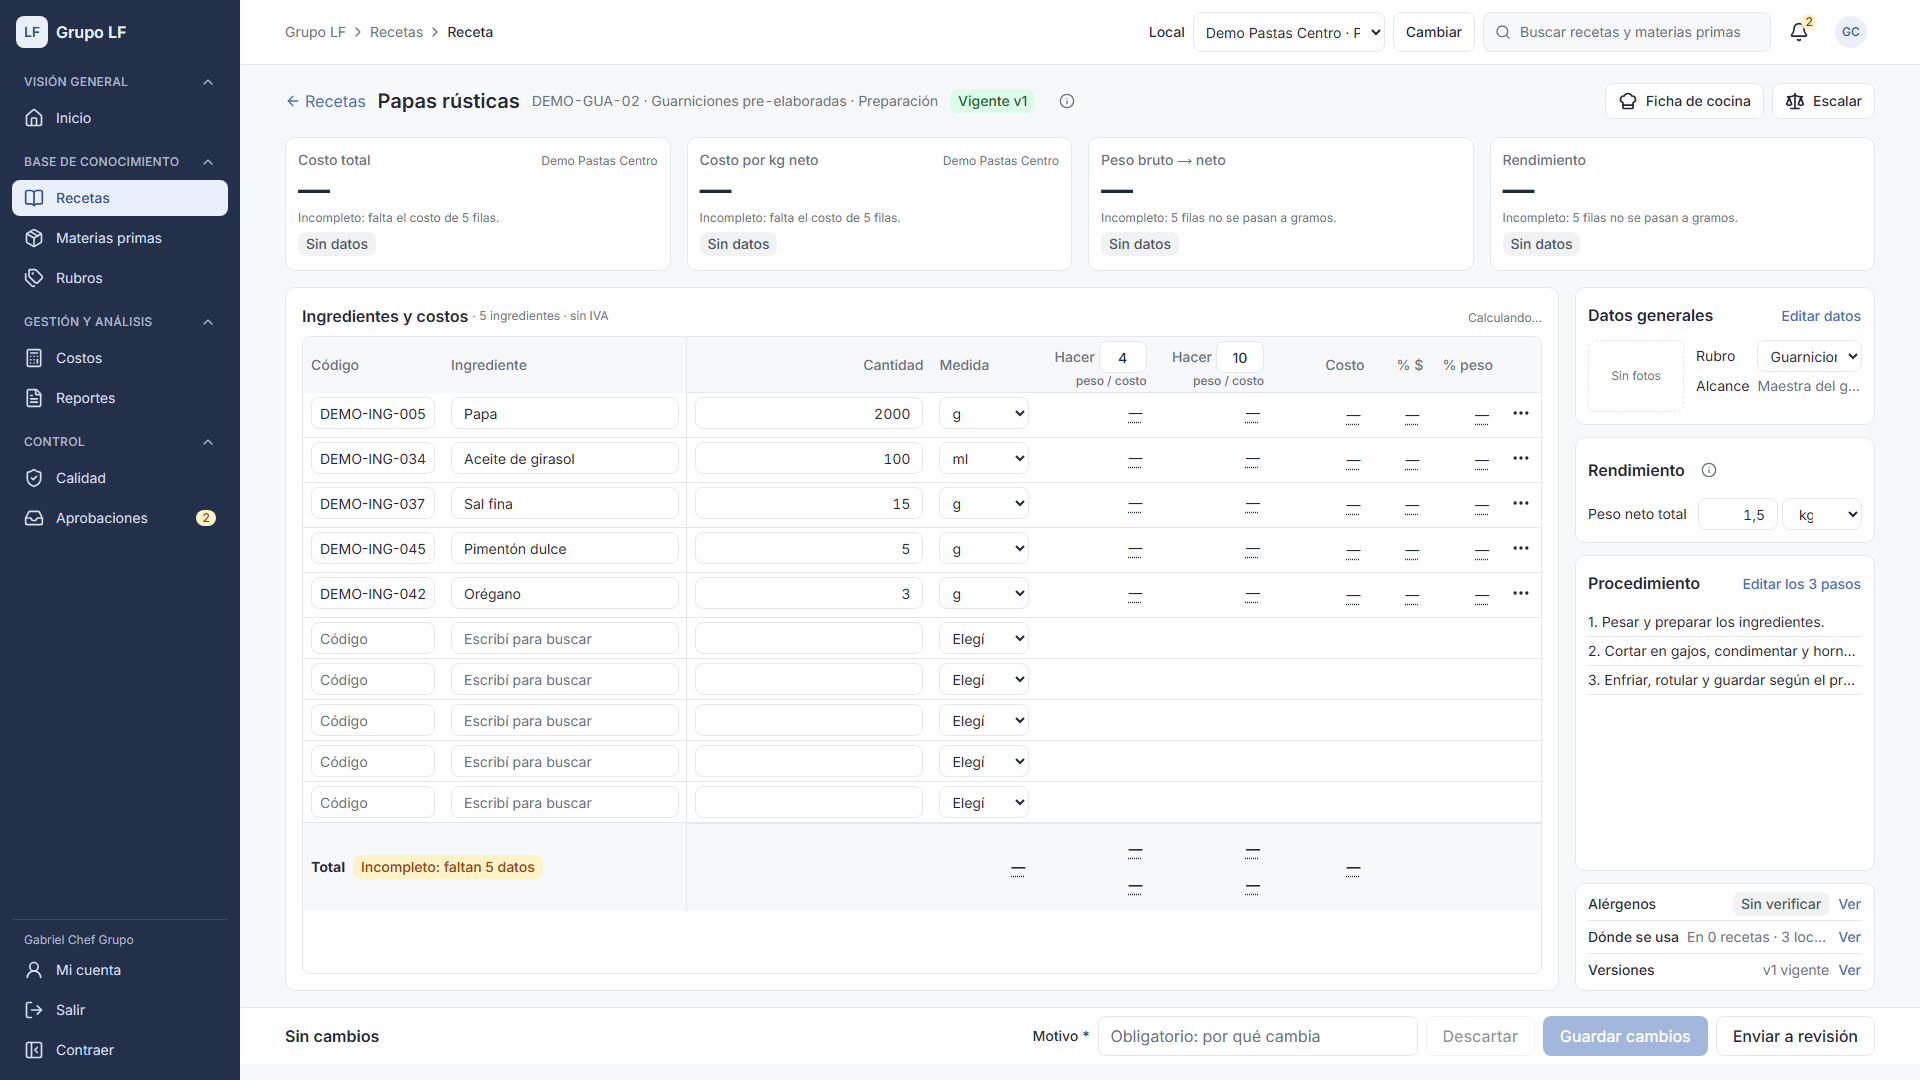 LF Grupo LF
VISIÓN GENERAL
Inicio
BASE DE CONOCIMIENTO
Recetas
Materias primas
Rubros
GESTIÓN Y ANÁLISIS
Costos
Reportes
CONTROL
Calidad
Aprobaciones 2
Gabriel Chef Grupo
Mi cuenta
Salir
Contraer
Grupo LF > Recetas > Receta
Local Demo Pastas Centro · P Cambiar Buscar recetas y materias primas 2 GC
← Recetas Papas rústicas DEMO-GUA-02 · Guarniciones pre-elaboradas · Preparación Vigente v1
Ficha de cocina Escalar
Costo total Demo Pastas Centro
—
Incompleto: falta el costo de 5 filas.
Sin datos
Costo por kg neto Demo Pastas Centro
—
Incompleto: falta el costo de 5 filas.
Sin datos
Peso bruto → neto
—
Incompleto: 5 filas no se pasan a gramos.
Sin datos
Rendimiento
—
Incompleto: 5 filas no se pasan a gramos.
Sin datos
Ingredientes y costos · 5 ingredientes · sin IVA Calculando...
Código Ingrediente Cantidad Medida Hacer 4 peso / costo Hacer 10 peso / costo Costo % $ % peso
DEMO-ING-005 Papa 2000 g — — — — — •••
DEMO-ING-034 Aceite de girasol 100 ml — — — — — •••
DEMO-ING-037 Sal fina 15 g — — — — — •••
DEMO-ING-045 Pimentón dulce 5 g — — — — — •••
DEMO-ING-042 Orégano 3 g — — — — — •••
Código Escribí para buscar Elegí
Código Escribí para buscar Elegí
Código Escribí para buscar Elegí
Código Escribí para buscar Elegí
Código Escribí para buscar Elegí
Total Incompleto: faltan 5 datos — — — — — —
Datos generales Editar datos
Sin fotos
Rubro Guarnicior
Alcance Maestra del g...
Rendimiento
Peso neto total 1,5 kg
Procedimiento Editar los 3 pasos
1. Pesar y preparar los ingredientes.
2. Cortar en gajos, condimentar y horn...
3. Enfriar, rotular y guardar según el pr...
Alérgenos Sin verificar Ver
Dónde se usa En 0 recetas · 3 loc... Ver
Versiones v1 vigente Ver
Sin cambios Motivo * Obligatorio: por qué cambia Descartar Guardar cambios Enviar a revisión